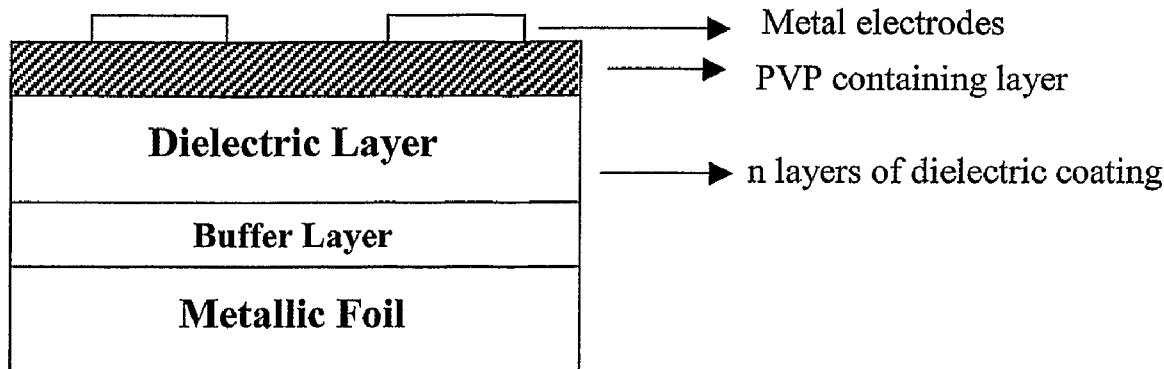 Metal electrodes
PVP containing layer
Dielectric Layer
n layers of dielectric coating
Buffer Layer
Metallic Foil